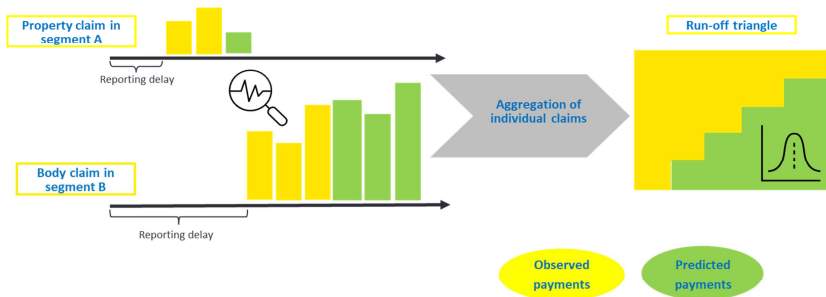 Property claim in
segment A
Reporting delay
Body claim in
segment B
Reporting delay
Aggregation of
individual claims
Run-off triangle
Observed
payments
Predicted
payments